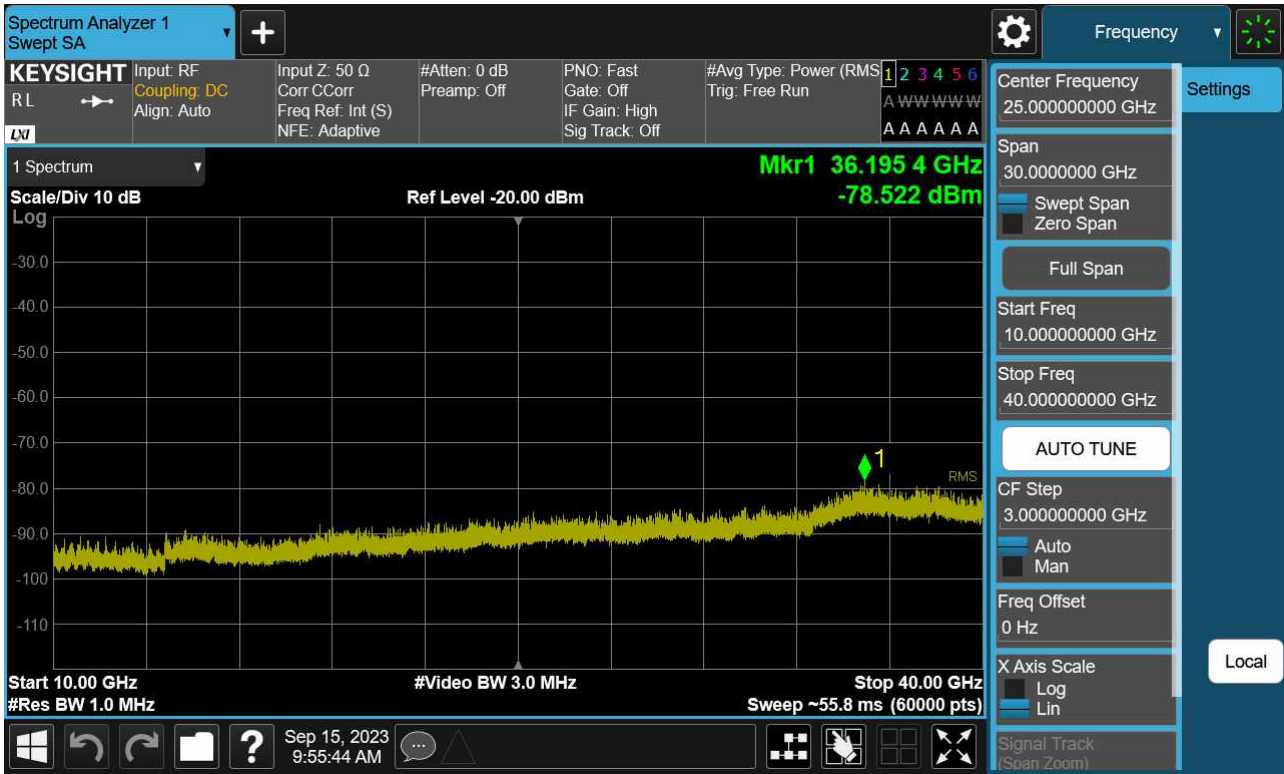 Spectrum Analyzer 1
Swept SA
Frequency
KEYSIGHT
R L
LXI
Input: RF
Coupling: DC
Align: Auto
Input Z: 50 Ω
Corr CCorr
Freq Ref: Int (S)
NFE: Adaptive
#Atten: 0 dB
Preamp: Off
PNO: Fast
Gate: Off
IF Gain: High
Sig Track: Off
#Avg Type: Power (RMS
Trig: Free Run
1 2 3 4 5 6
A W W W W W
A A A A A A
1 Spectrum
Mkr1 36.195 4 GHz
-78.522 dBm
Scale/Div 10 dB
Ref Level -20.00 dBm
Log
-30.0
-40.0
-50.0
-60.0
-70.0
-80.0
-90.0
-100
-110
1
RMS
Start 10.00 GHz
#Video BW 3.0 MHz
Stop 40.00 GHz
#Res BW 1.0 MHz
Sweep ~55.8 ms (60000 pts)
Center Frequency
25.000000000 GHz
Settings
Span
30.0000000 GHz
Swept Span
Zero Span
Full Span
Start Freq
10.000000000 GHz
Stop Freq
40.000000000 GHz
AUTO TUNE
CF Step
3.000000000 GHz
Auto
Man
Freq Offset
0 Hz
X Axis Scale
Log
Lin
Local
Signal Track
(Span Zoom)
?
Sep 15, 2023
9:55:44 AM